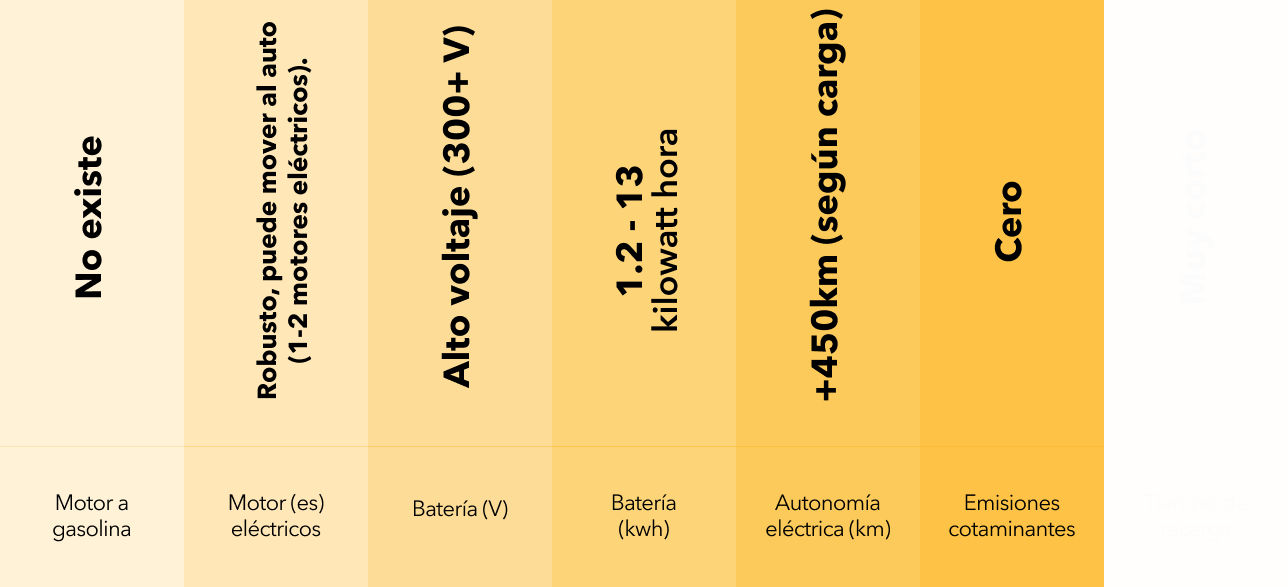 No existe
Robusto, puede mover al auto
(1-2 motores eléctricos).
Alto voltaje (300+ V)
1.2 - 13
kilowatt hora
+450km (según carga)
Cero
Muy corto
Motor a
gasolina
Motor (es)
eléctricos
Batería (V)
Batería
(kwh)
Autonomía
eléctrica (km)
Emisiones
cotaminantes